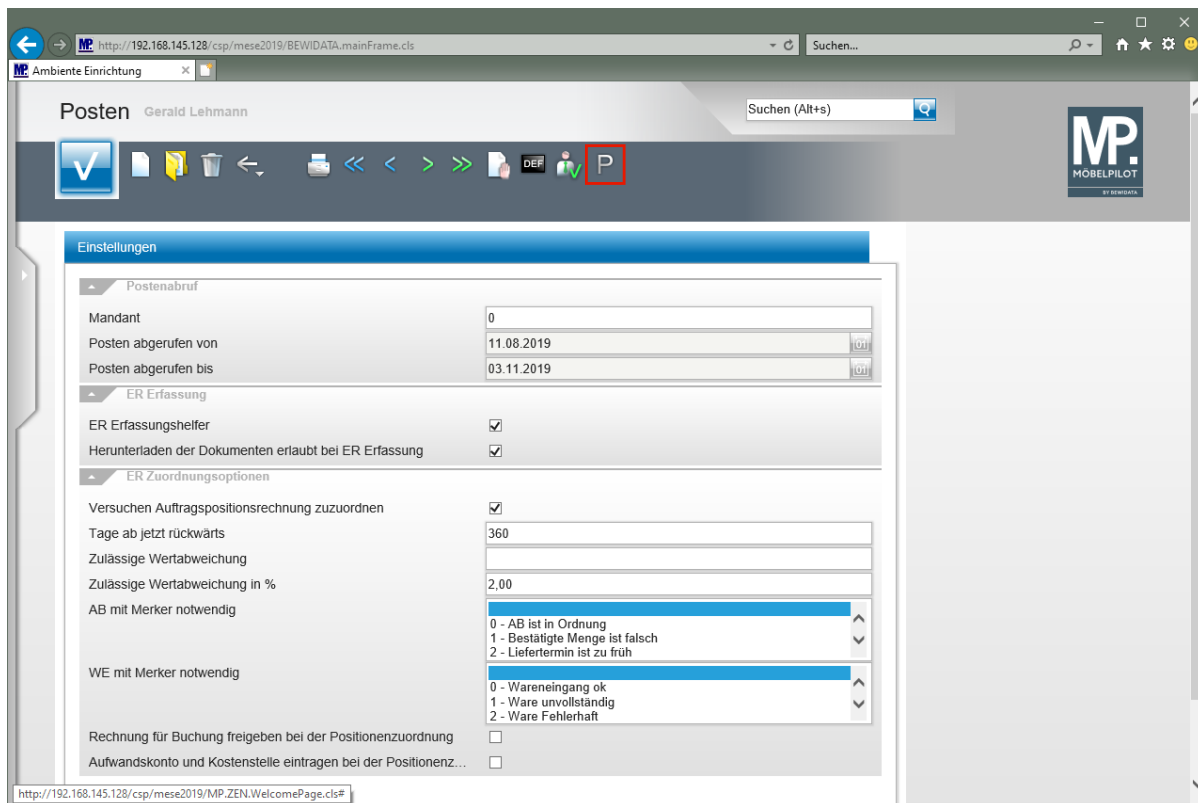 http://192.168.145.128/csp/mese2019/BEWIDATA.mainFrame.cls
Suchen...
MP. Ambiente Einrichtung
Posten Gerald Lehmann
Suchen (Alt+s)
MP.
MÖBELPILOT
BY BEWIDATA
DEF
P
Einstellungen
Postenabruf
Mandant 0
Posten abgerufen von 11.08.2019
Posten abgerufen bis 03.11.2019
ER Erfassung
ER Erfassungshelfer
Herunterladen der Dokumenten erlaubt bei ER Erfassung
ER Zuordnungsoptionen
Versuchen Auftragspositionsrechnung zuzuordnen
Tage ab jetzt rückwärts 360
Zulässige Wertabweichung
Zulässige Wertabweichung in % 2,00
AB mit Merker notwendig
0 - AB ist in Ordnung
1 - Bestätigte Menge ist falsch
2 - Liefertermin ist zu früh
WE mit Merker notwendig
0 - Wareneingang ok
1 - Ware unvollständig
2 - Ware Fehlerhaft
Rechnung für Buchung freigeben bei der Positionenzuordnung
Aufwandskonto und Kostenstelle eintragen bei der Positionenz...
http://192.168.145.128/csp/mese2019/MP.ZEN.WelcomePage.cls#